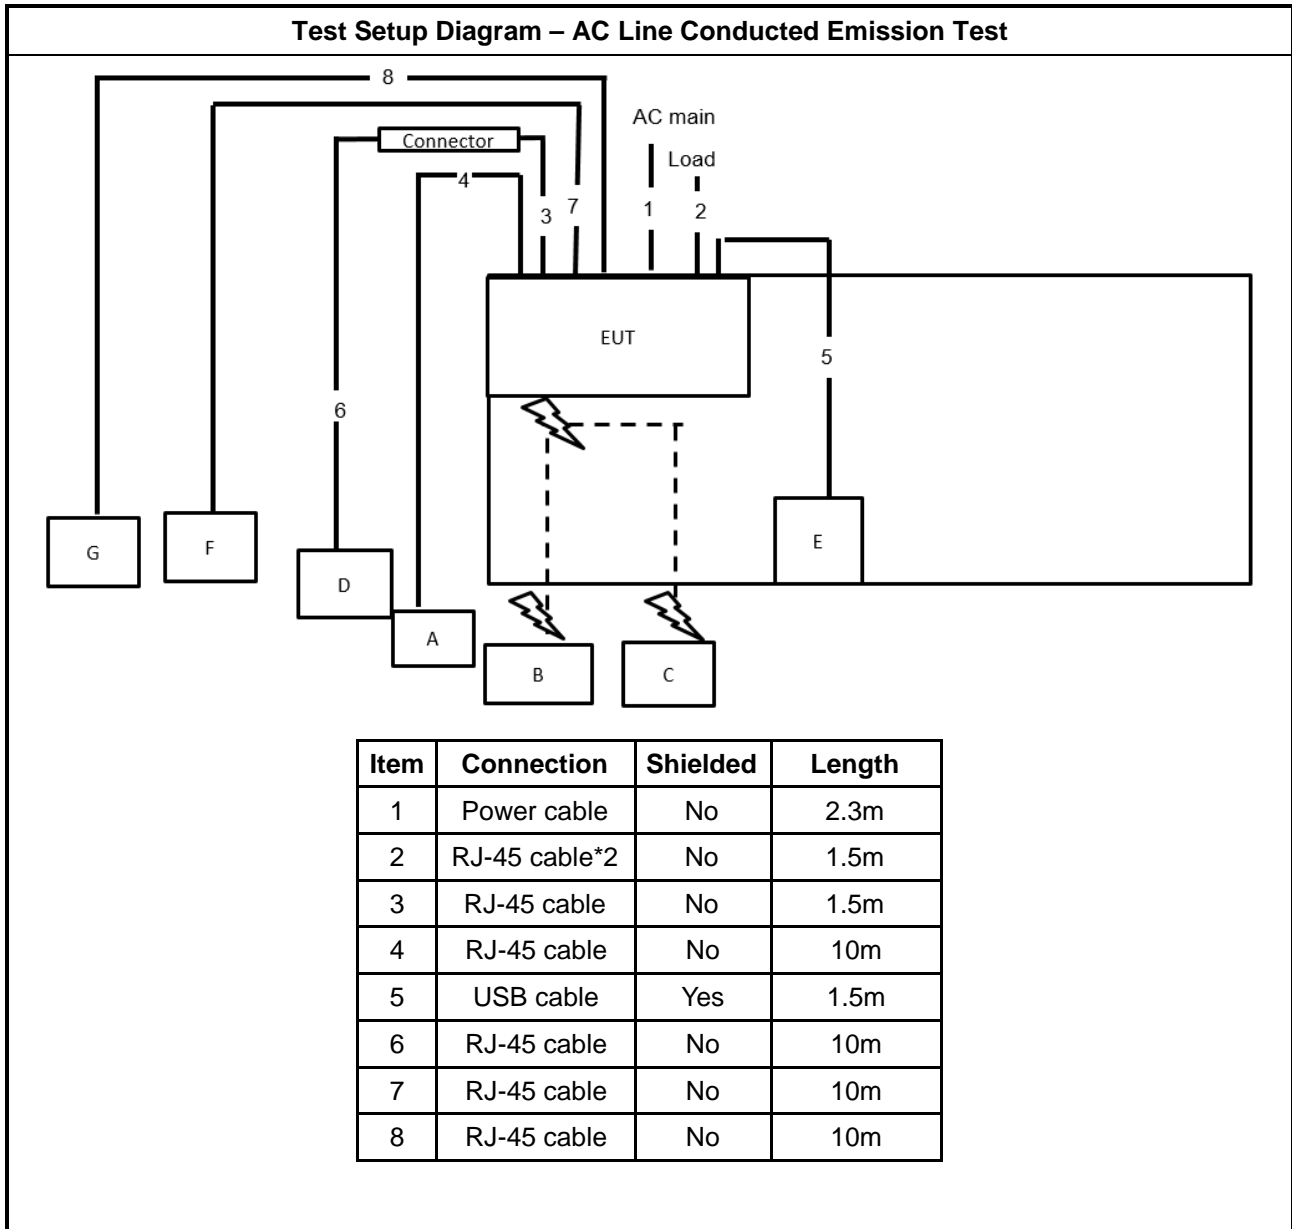 Test Setup Diagram – AC Line Conducted Emission Test
8
AC main
Connector
Load
4
3
7
1
2
EUT
5
6
G
F
D
E
A
B
C
Item Connection Shielded Length
1 Power cable No 2.3m
2 RJ-45 cable*2 No 1.5m
3 RJ-45 cable No 1.5m
4 RJ-45 cable No 10m
5 USB cable Yes 1.5m
6 RJ-45 cable No 10m
7 RJ-45 cable No 10m
8 RJ-45 cable No 10m